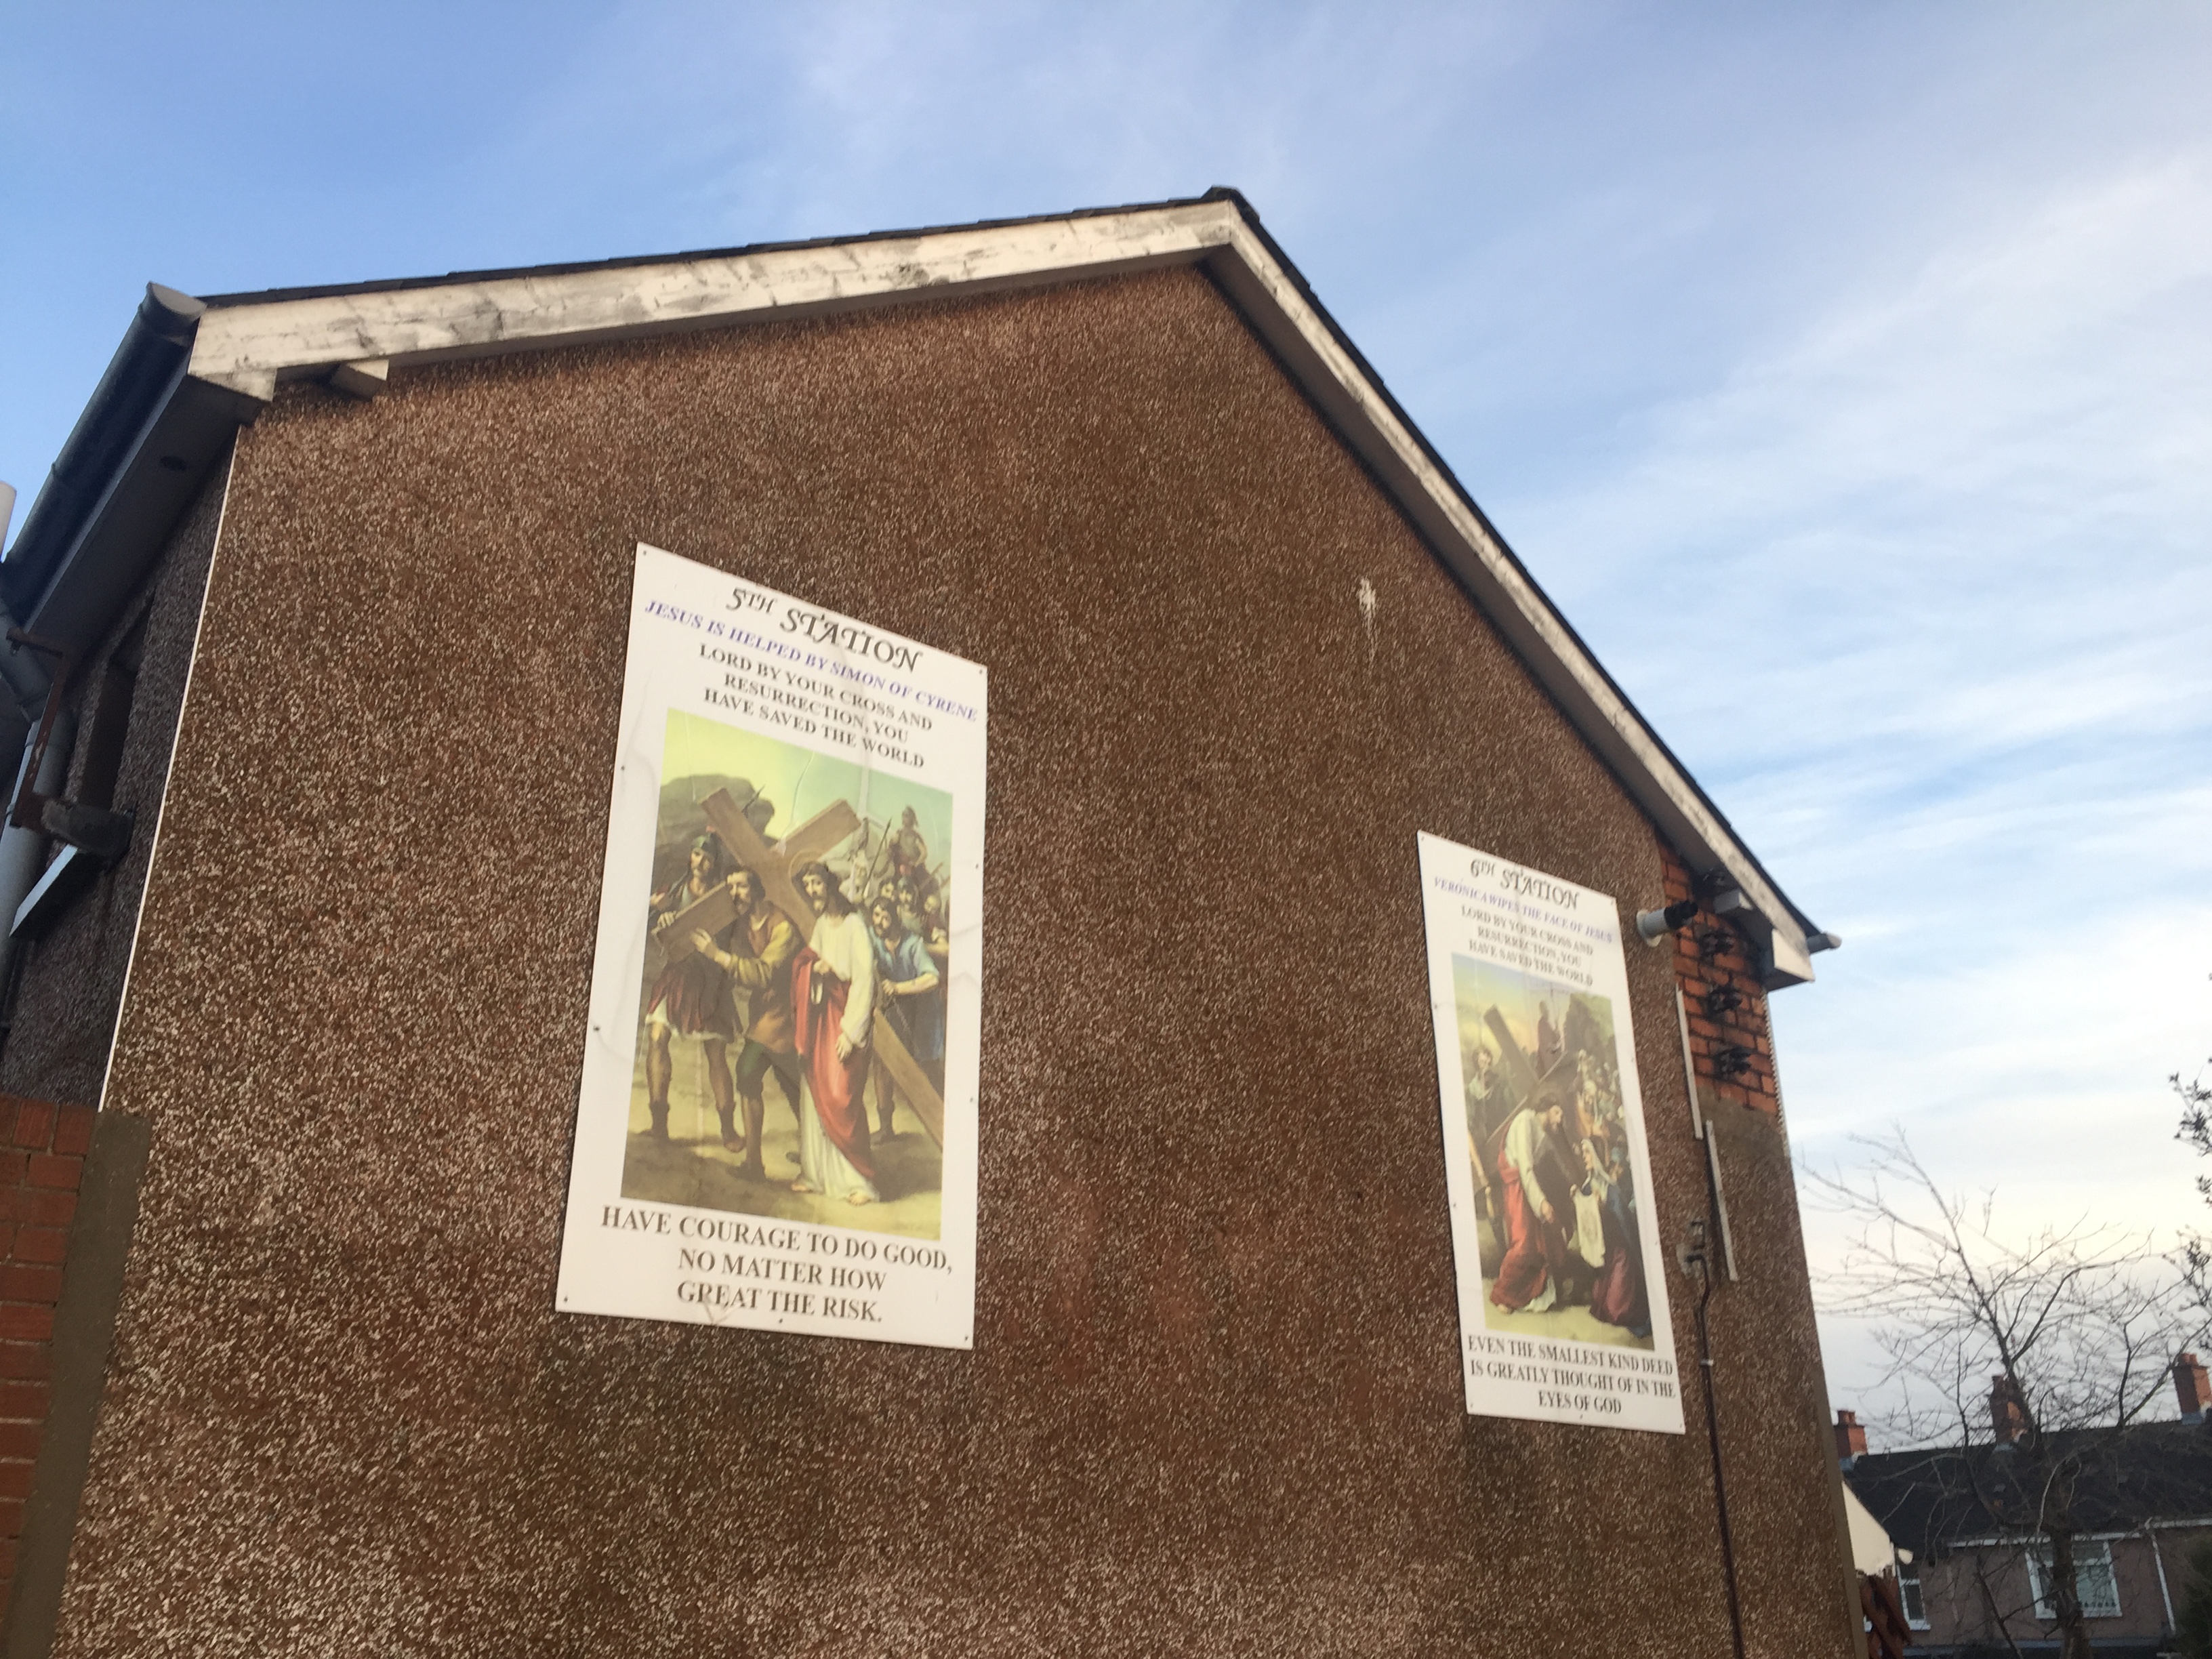 5TH STATION
JESUS IS HELPED BY SIMON OF CYRENE
LORD BY YOUR CROSS AND
RESURRECTION, YOU
HAVE SAVED THE WORLD
HAVE COURAGE TO DO GOOD,
NO MATTER HOW
GREAT THE RISK.
6TH STATION
VERONICA WIPES THE FACE OF JESUS
LORD BY YOUR CROSS AND
RESURRECTION, YOU
HAVE SAVED THE WORLD
EVEN THE SMALLEST KIND DEED
IS GREATLY THOUGHT OF IN THE
EYES OF GOD